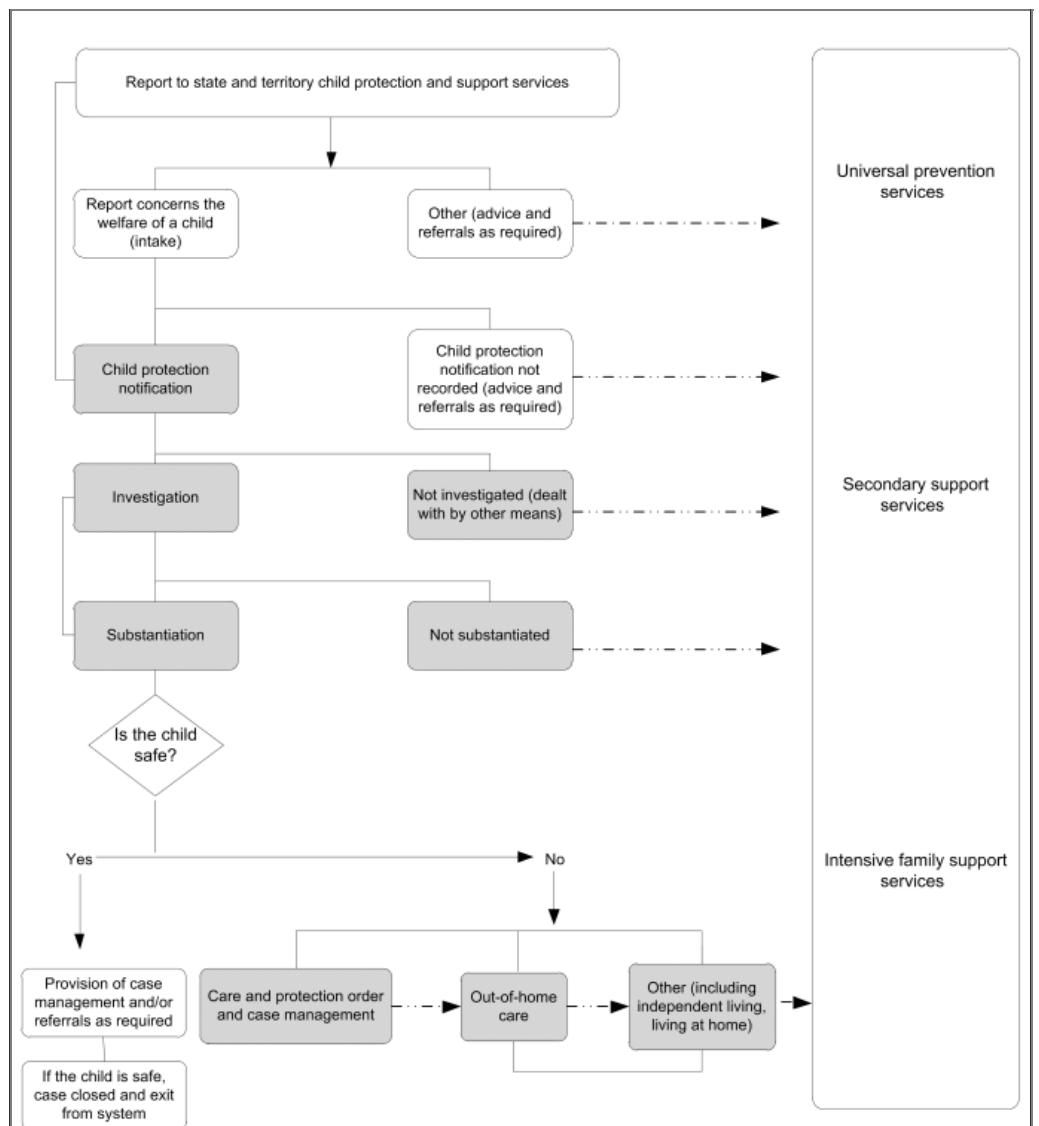 Report to state and territory child protection and support services
Universal prevention
services
Report concerns the
welfare of a child
(intake)
Other (advice and
referrals as required)
Child protection
notification
Child protection
notification not
recorded (advice and
referrals as required)
Investigation
Not investigated (dealt
with by other means)
Secondary support
services
Substantiation
Not substantiated
Is the child
safe?
Yes
No
Intensive family support
services
Provision of case
management and/or
referrals as required
Care and protection order
and case management
Out-of-home
care
Other (including
independent living,
living at home)
If the child is safe,
case closed and exit
from system